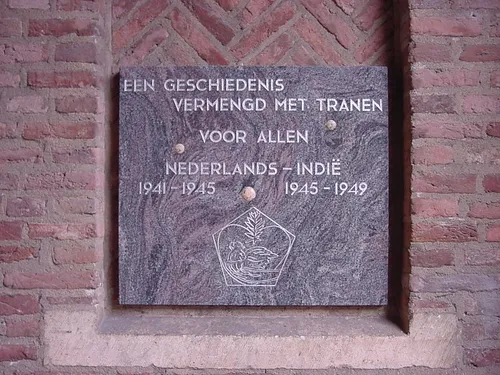 EEN GESCHIEDENIS
VERMENGD MET TRANEN
VOOR ALLEN
NEDERLANDS – INDIË
1941 – 1945 1945 – 1949